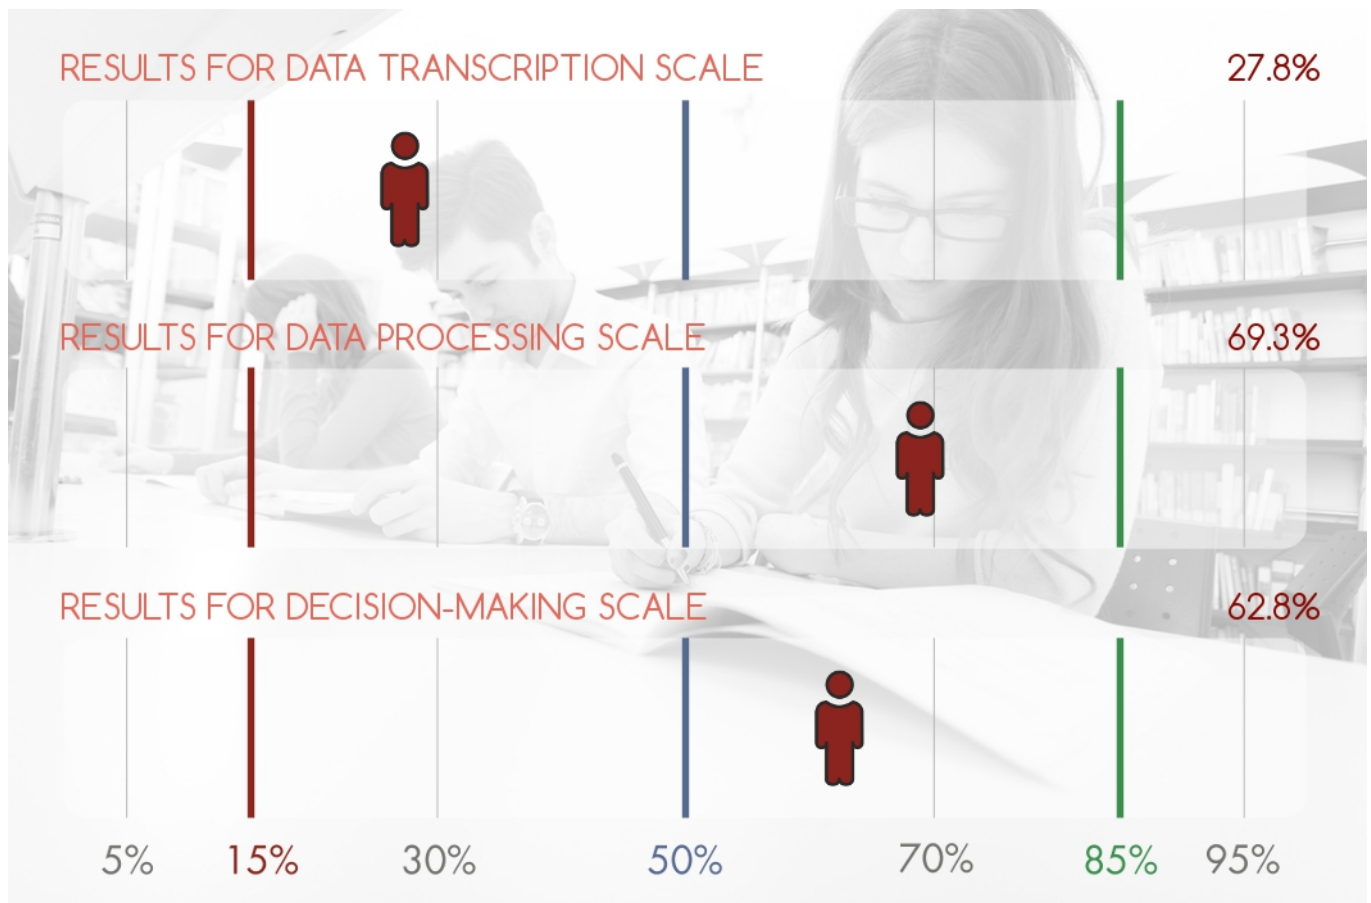 RESULTS FOR DATA TRANSCRIPTION SCALE 27.8%
RESULTS FOR DATA PROCESSING SCALE 69.3%
RESULTS FOR DECISION-MAKING SCALE 62.8%
5% 15% 30% 50% 70% 85% 95%